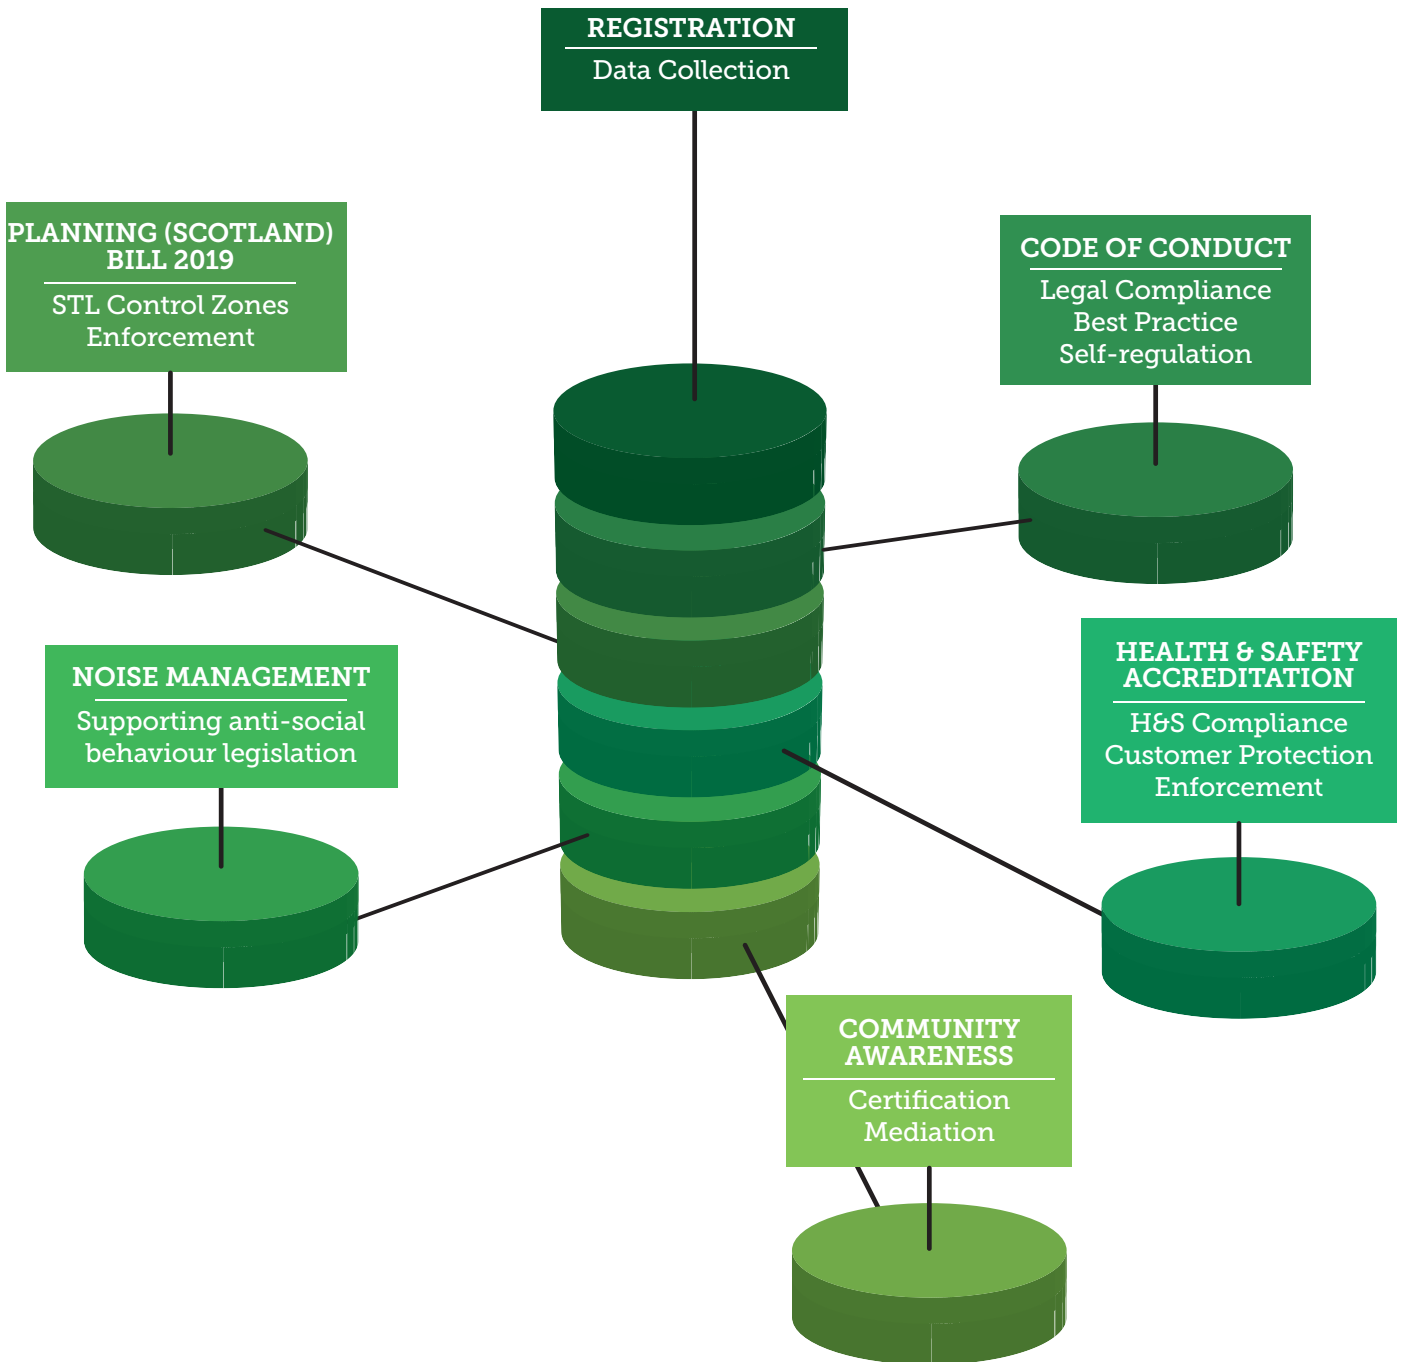 REGISTRATION
Data Collection
PLANNING (SCOTLAND)
BILL 2019
STL Control Zones
Enforcement
CODE OF CONDUCT
Legal Compliance
Best Practice
Self-regulation
NOISE MANAGEMENT
Supporting anti-social
behaviour legislation
HEALTH & SAFETY
ACCREDITATION
H&S Compliance
Customer Protection
Enforcement
COMMUNITY
AWARENESS
Certification
Mediation